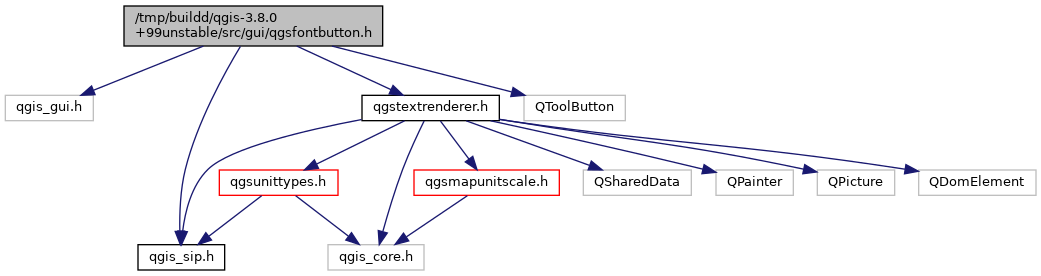 /tmp/buildd/qgis-3.8.0
+99unstable/src/gui/qgsfontbutton.h
qgis_gui.h
qgstextrenderer.h
QToolButton
qgsunittypes.h
qgsmapunitscale.h
QSharedData
QPainter
QPicture
QDomElement
qgis_sip.h
qgis_core.h